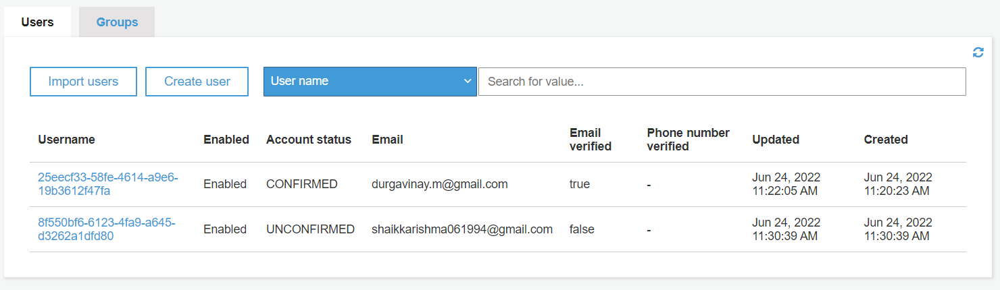 Users Groups
Import users Create user User name Search for value...
Username Enabled Account status Email Email verified Phone number verified Updated Created
25eecf33-58fe-4614-a9e6-19b3612f47fa Enabled CONFIRMED durgavinay.m@gmail.com true - Jun 24, 2022 11:22:05 AM Jun 24, 2022 11:20:23 AM
8f550bf6-6123-4fa9-a645-d3262a1dfd80 Enabled UNCONFIRMED shaikkarishma061994@gmail.com false - Jun 24, 2022 11:30:39 AM Jun 24, 2022 11:30:39 AM